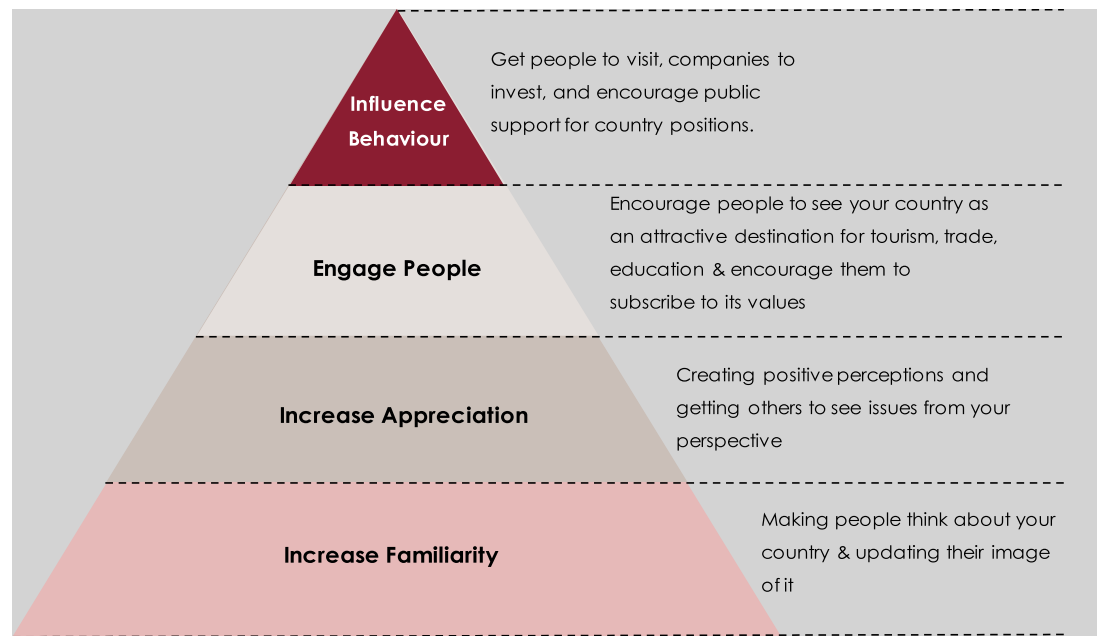 Influence
Behaviour
Get people to visit, companies to
invest, and encourage public
support for country positions.
Engage People
Encourage people to see your country as
an attractive destination for tourism, trade,
education & encourage them to
subscribe to its values
Increase Appreciation
Creating positive perceptions and
getting others to see issues from your
perspective
Increase Familiarity
Making people think about your
country & updating their image
of it